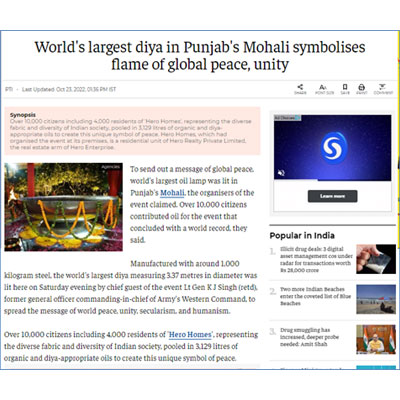 World's largest diya in Punjab's Mohali symbolises
flame of global peace, unity
PTI · Last Updated: Oct 23, 2022, 01:36 PM IST
SHARE
FONT SIZE
SAVE
PRINT
COMMENT
Synopsis
Over 10,000 citizens including 4,000 residents of 'Hero Homes', representing the
diverse fabric and diversity of Indian society, pooled in 3,129 litres of organic and diya-
appropriate oils to create this unique symbol of peace. Hero Homes, which had
organised the event at its premises, is a residential unit of Hero Realty Private Limited,
the real estate arm of Hero Enterprise.
Agencies
To send out a message of global peace,
world's largest oil lamp was lit in
Punjab's Mohali, the organisers of the
event claimed. Over 10,000 citizens
contributed oil for the event that
concluded with a world record, they
said.
Manufactured with around 1,000
kilogram steel, the world's largest diya measuring 3.37 metres in diameter was
lit here on Saturday evening by chief guest of the event Lt Gen K J Singh (retd),
former general officer commanding-in-chief of Army's Western Command, to
spread the message of world peace, unity, secularism, and humanism.
Over 10,000 citizens including 4,000 residents of 'Hero Homes', representing
the diverse fabric and diversity of Indian society, pooled in 3,129 litres of
organic and diya-appropriate oils to create this unique symbol of peace.
Learn more
Popular in India
1. Illicit drug deals: 3 digital
asset management cos under
radar for transactions worth
Rs 28,000 crore
2. Two more Indian Beaches
enter the coveted list of Blue
Beaches
3. Drug smuggling has
increased, deeper probe
needed: Amit Shah